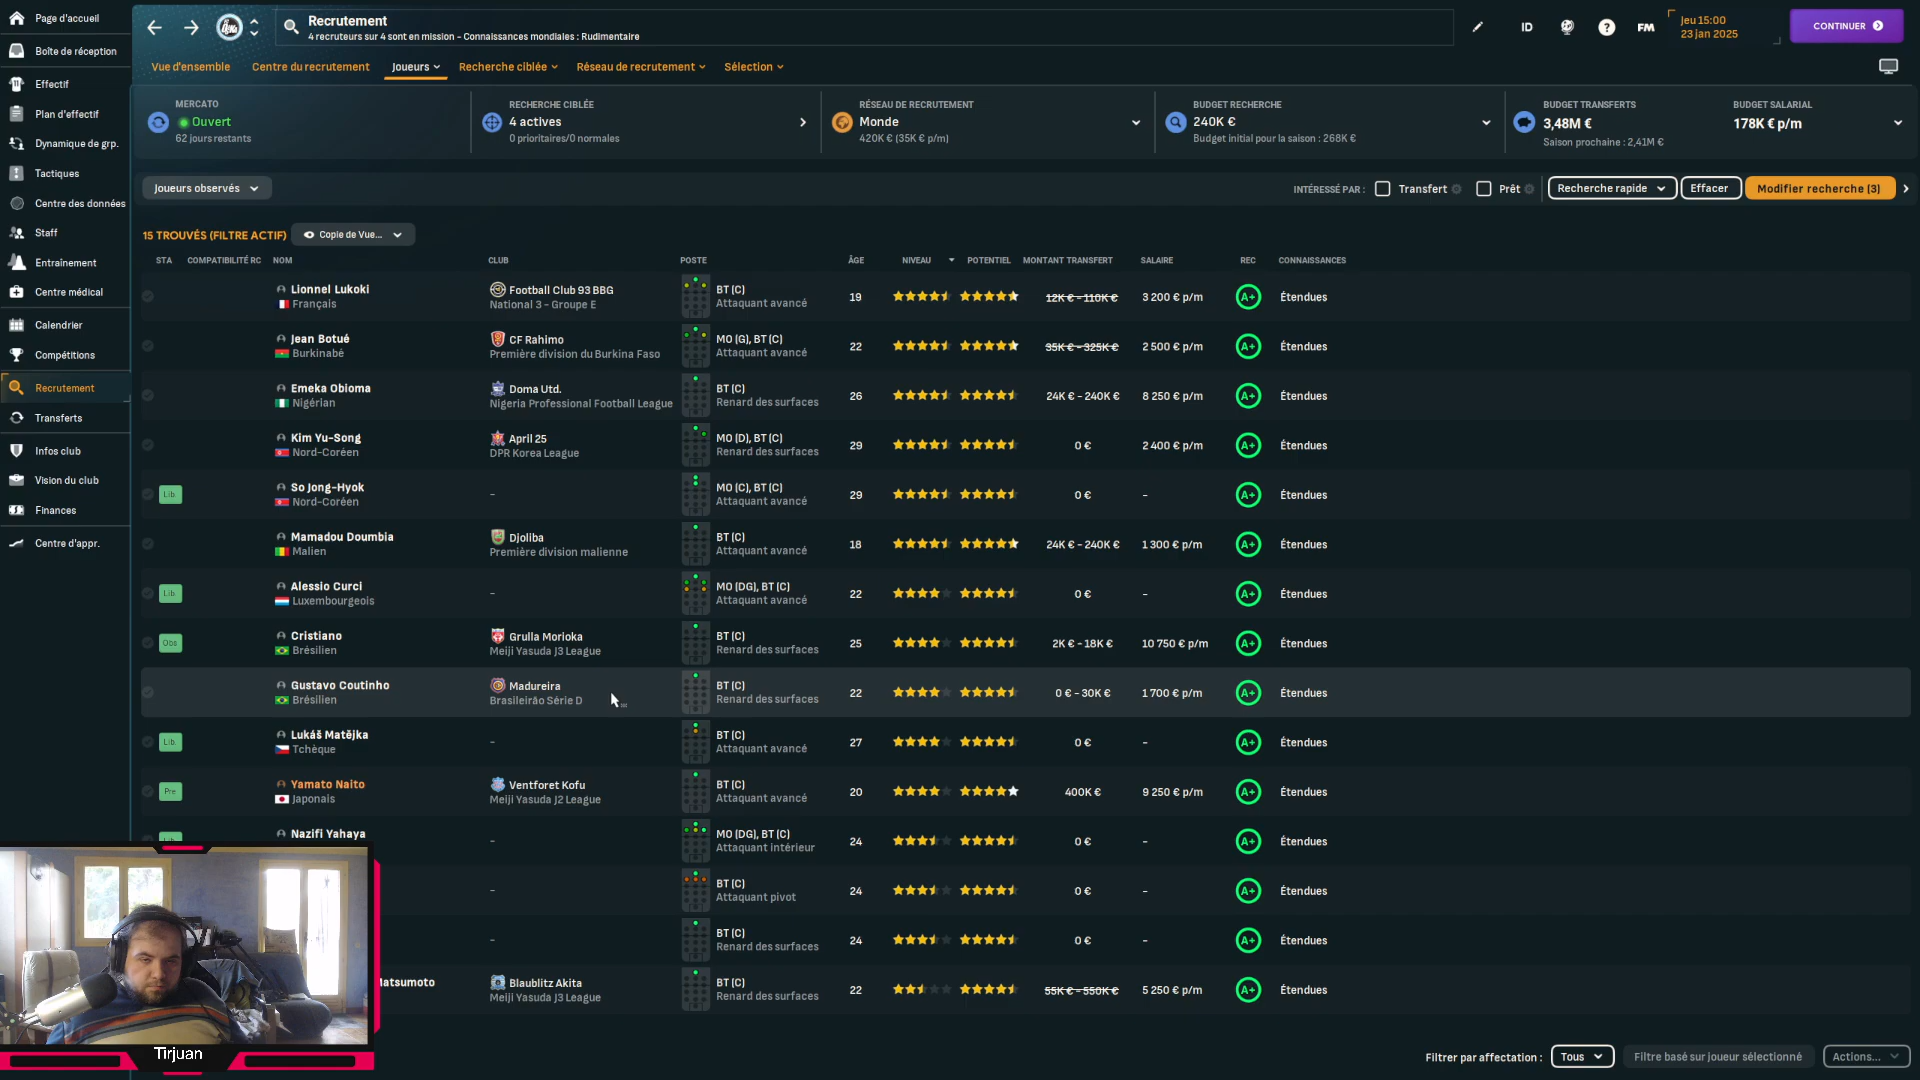 Page d'accueil
Boîte de réception
Effectif
Plan d'effectif
Dynamique de grp.
Tactiques
Centre des données
Staff
Entraînement
Centre médical
Calendrier
Compétitions
Recrutement
Transferts
Infos club
Vision du club
Finances
Centre d'appr.
Recrutement
4 recruteurs sur 4 sont en mission - Connaissances mondiales : Rudimentaire
ID
?
FM
Jeu 15:00
23 jan 2025
CONTINUER
Vue d'ensemble Centre du recrutement Joueurs Recherche ciblée Réseau de recrutement Sélection
MERCATO
Ouvert
62 jours restants
RECHERCHE CIBLÉE
4 actives
0 prioritaires/0 normales
RÉSEAU DE RECRUTEMENT
Monde
420K € (35K € p/m)
BUDGET RECHERCHE
240K €
Budget initial pour la saison : 268K €
BUDGET TRANSFERTS
3,48M €
Saison prochaine : 2,41M €
BUDGET SALARIAL
178K € p/m
Joueurs observés
INTÉRESSÉ PAR : Transfert Prêt Recherche rapide Effacer Modifier recherche (3)
15 TROUVÉS (FILTRE ACTIF) Copie de Vue...
STA COMPATIBILITÉ RC NOM CLUB POSTE ÂGE NIVEAU POTENTIEL MONTANT TRANSFERT SALAIRE REC CONNAISSANCES
Lionnel Lukoki Football Club 93 BBG BT (C) 19 12K € - 110K € 3 200 € p/m A+ Étendues
Français National 3 - Groupe E Attaquant avancé
Jean Botué CF Rahimo MO (G), BT (C) 22 35K € - 325K € 2 500 € p/m A+ Étendues
Burkinabé Première division du Burkina Faso Attaquant avancé
Emeka Obioma Doma Utd. BT (C) 26 24K € - 240K € 8 250 € p/m A+ Étendues
Nigérian Nigeria Professional Football League Renard des surfaces
Kim Yu-Song April 25 MO (D), BT (C) 29 0 € 2 400 € p/m A+ Étendues
Nord-Coréen DPR Korea League Renard des surfaces
Lib. So Jong-Hyok - MO (C), BT (C) 29 0 € - A+ Étendues
Nord-Coréen Attaquant avancé
Mamadou Doumbia Djoliba BT (C) 18 24K € - 240K € 1 300 € p/m A+ Étendues
Malien Première division malienne Attaquant avancé
Lib. Alessio Curci - MO (DG), BT (C) 22 0 € - A+ Étendues
Luxembourgeois Attaquant avancé
Obs Cristiano Grulla Morioka BT (C) 25 2K € - 18K € 10 750 € p/m A+ Étendues
Brésilien Meiji Yasuda J3 League Renard des surfaces
Gustavo Coutinho Madureira BT (C) 22 0 € - 30K € 1 700 € p/m A+ Étendues
Brésilien Brasileirão Série D Renard des surfaces
Lib. Lukáš Matějka - BT (C) 27 0 € - A+ Étendues
Tchèque Attaquant avancé
Pre Yamato Naito Ventforet Kofu BT (C) 20 400K € 9 250 € p/m A+ Étendues
Japonais Meiji Yasuda J2 League Attaquant avancé
Nazifi Yahaya - MO (DG), BT (C) 24 0 € - A+ Étendues
Attaquant intérieur
- BT (C) 24 0 € - A+ Étendues
Attaquant pivot
- BT (C) 24 0 € - A+ Étendues
Renard des surfaces
Matsumoto Blaublitz Akita BT (C) 22 55K € - 550K € 5 250 € p/m A+ Étendues
Meiji Yasuda J3 League Renard des surfaces
Tirjuan
Filtrer par affectation : Tous Filtre basé sur joueur sélectionné Actions...